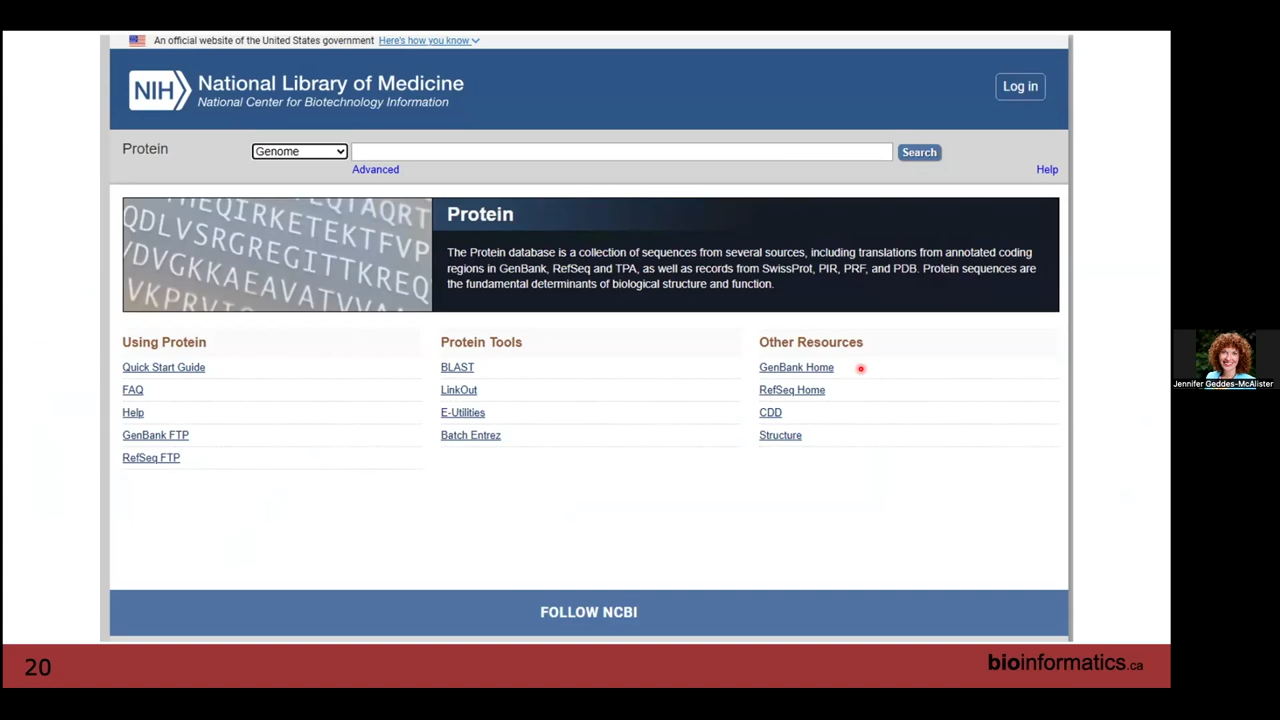 An official website of the United States government Here's how you know
NIH National Library of Medicine
National Center for Biotechnology Information
Log in
Protein Genome Search
Advanced Help
HEQIRKETEKTFVP
QDLVSRGREGITTKREQ
VDVGKKAEAVATVVA
Protein
The Protein database is a collection of sequences from several sources, including translations from annotated coding
regions in GenBank, RefSeq and TPA, as well as records from SwissProt, PIR, PRF, and PDB. Protein sequences are
the fundamental determinants of biological structure and function.
Using Protein
Quick Start Guide
FAQ
Help
GenBank FTP
RefSeq FTP
Protein Tools
BLAST
LinkOut
E-Utilities
Batch Entrez
Other Resources
GenBank Home
RefSeq Home
CDD
Structure
FOLLOW NCBI
20
bioinformatics.ca
Jennifer Geddes-McAlister